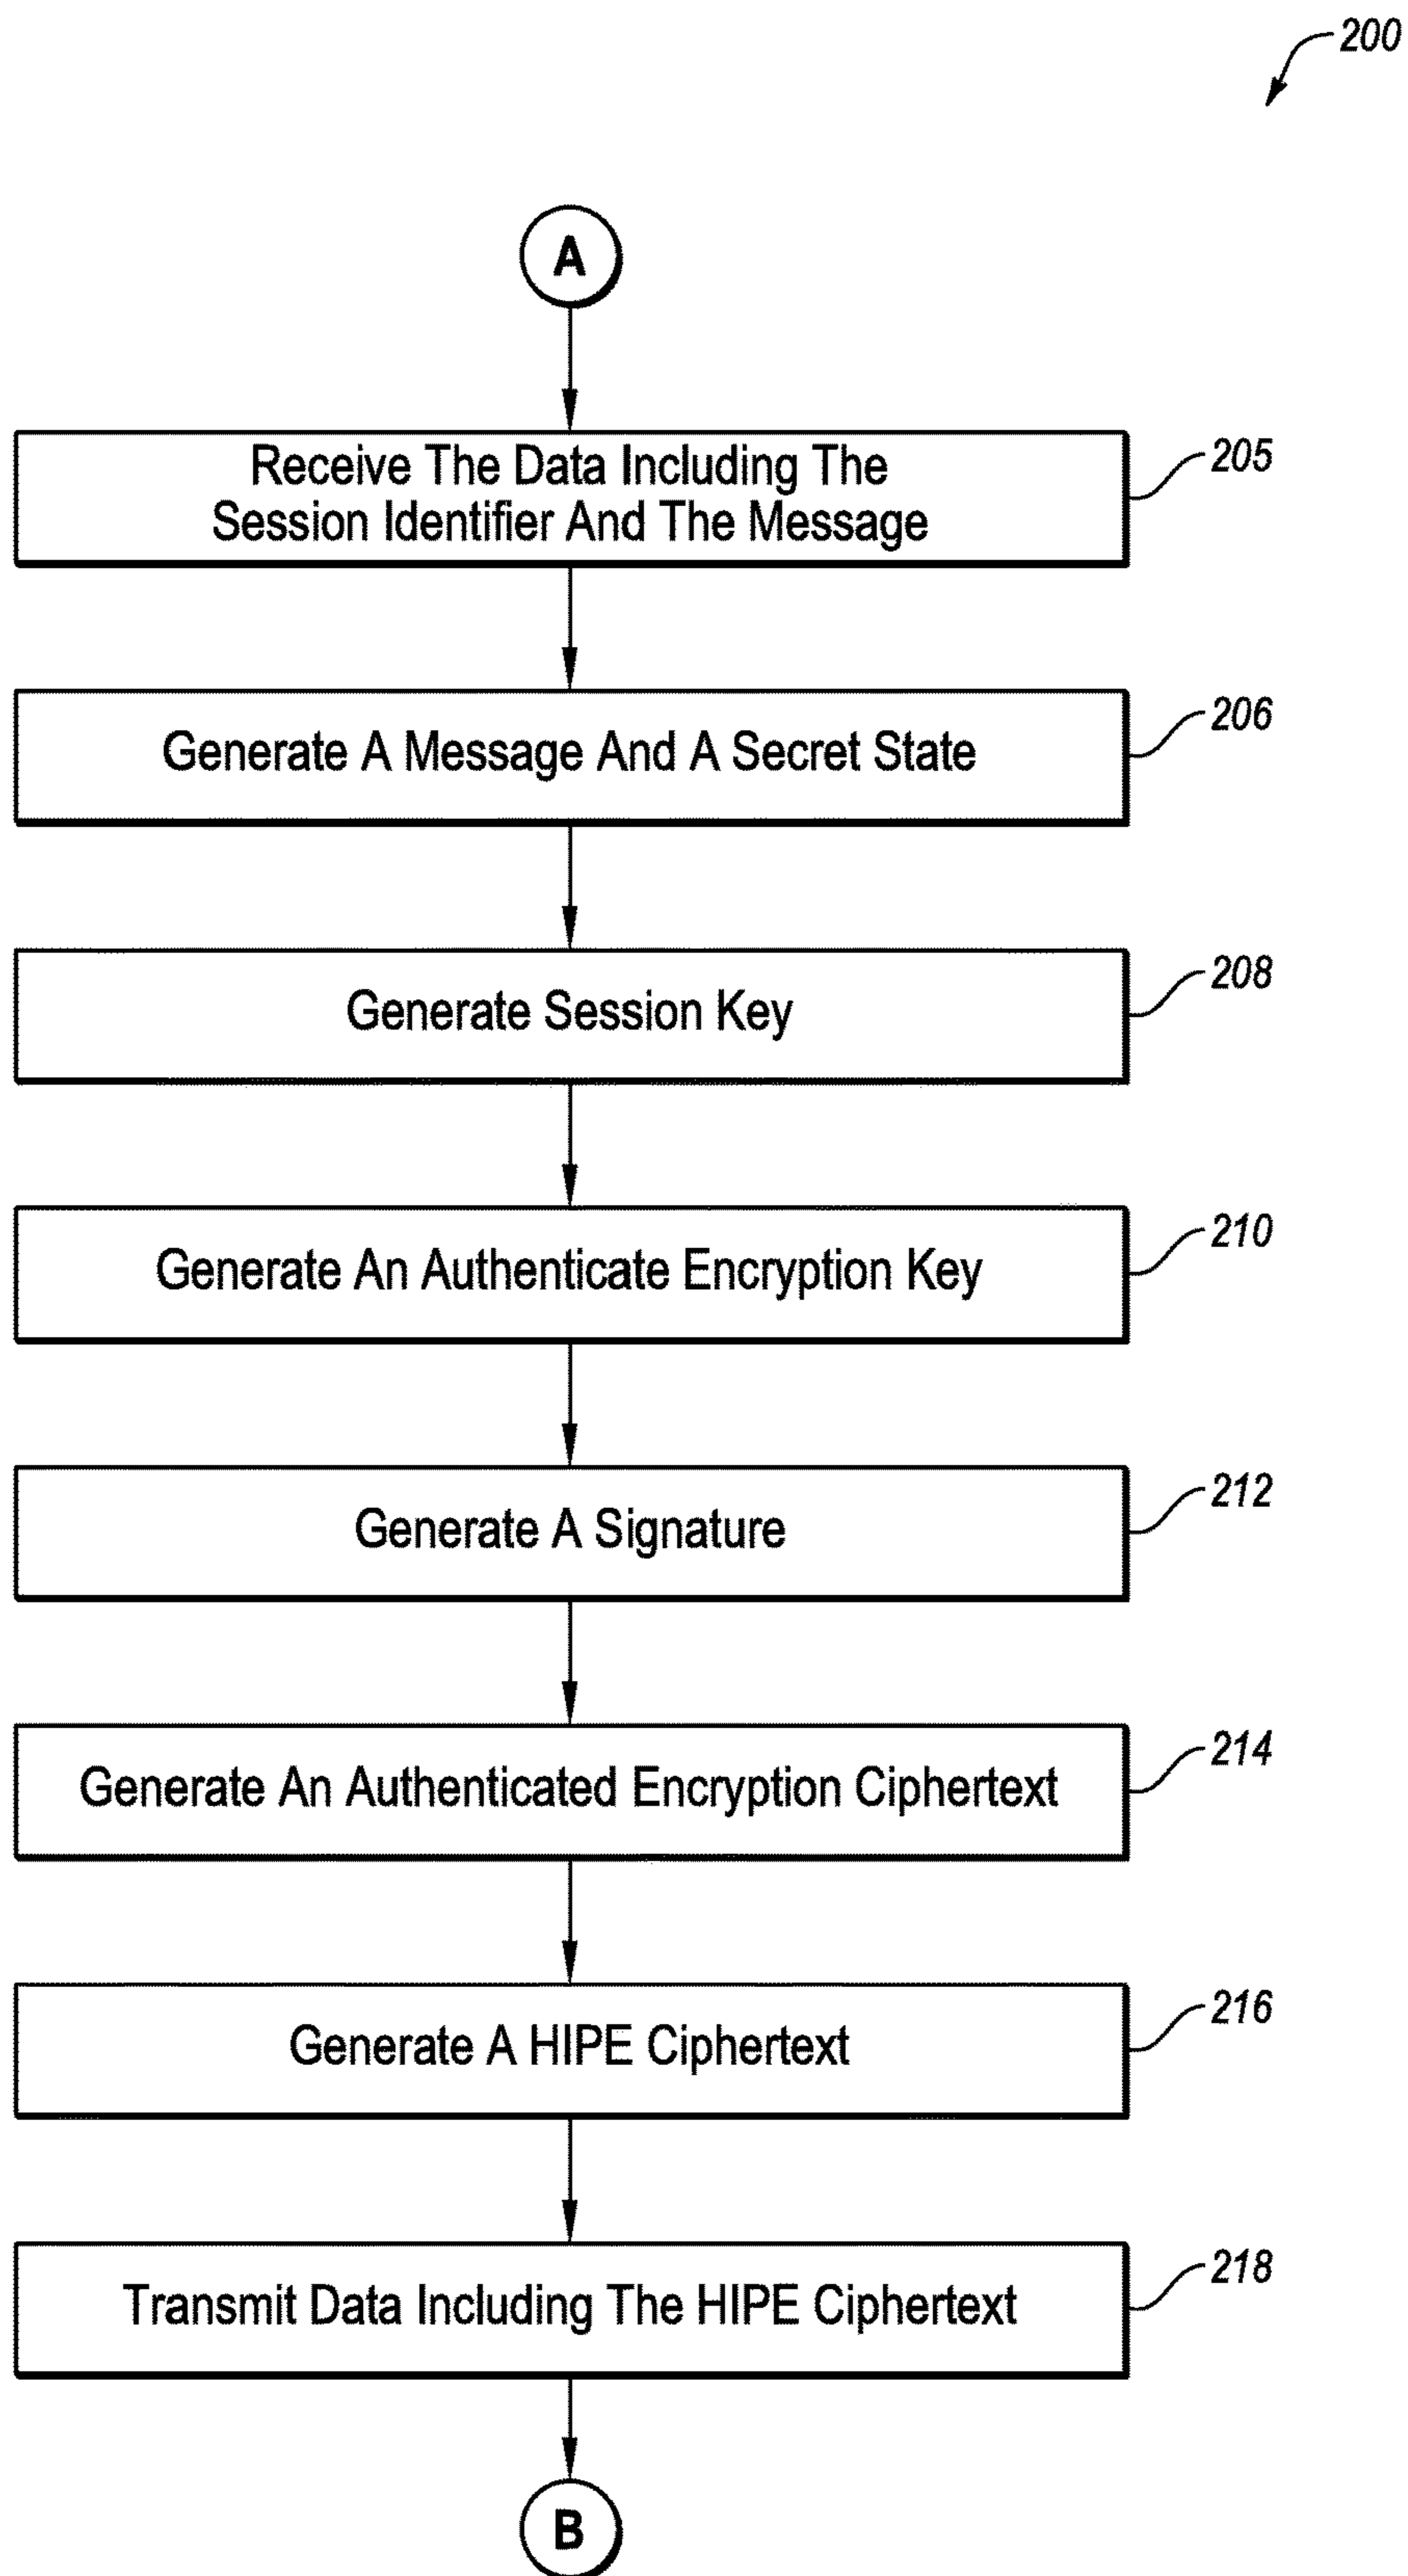 200
A
Receive The Data Including The
Session Identifier And The Message
205
Generate A Message And A Secret State
206
Generate Session Key
208
Generate An Authenticate Encryption Key
210
Generate A Signature
212
Generate An Authenticated Encryption Ciphertext
214
Generate A HIPE Ciphertext
216
Transmit Data Including The HIPE Ciphertext
218
B